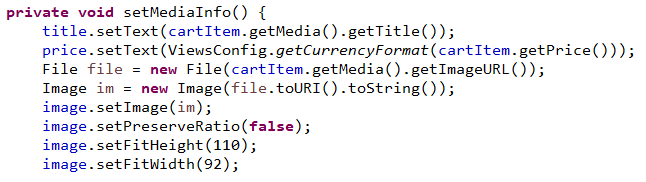 private void setMediaInfo() {
    title.setText(cartItem.getMedia().getTitle());
    price.setText(ViewsConfig.getCurrencyFormat(cartItem.getPrice()));
    File file = new File(cartItem.getMedia().getImageURL());
    Image im = new Image(file.toURI().toString());
    image.setImage(im);
    image.setPreserveRatio(false);
    image.setFitHeight(110);
    image.setFitWidth(92);